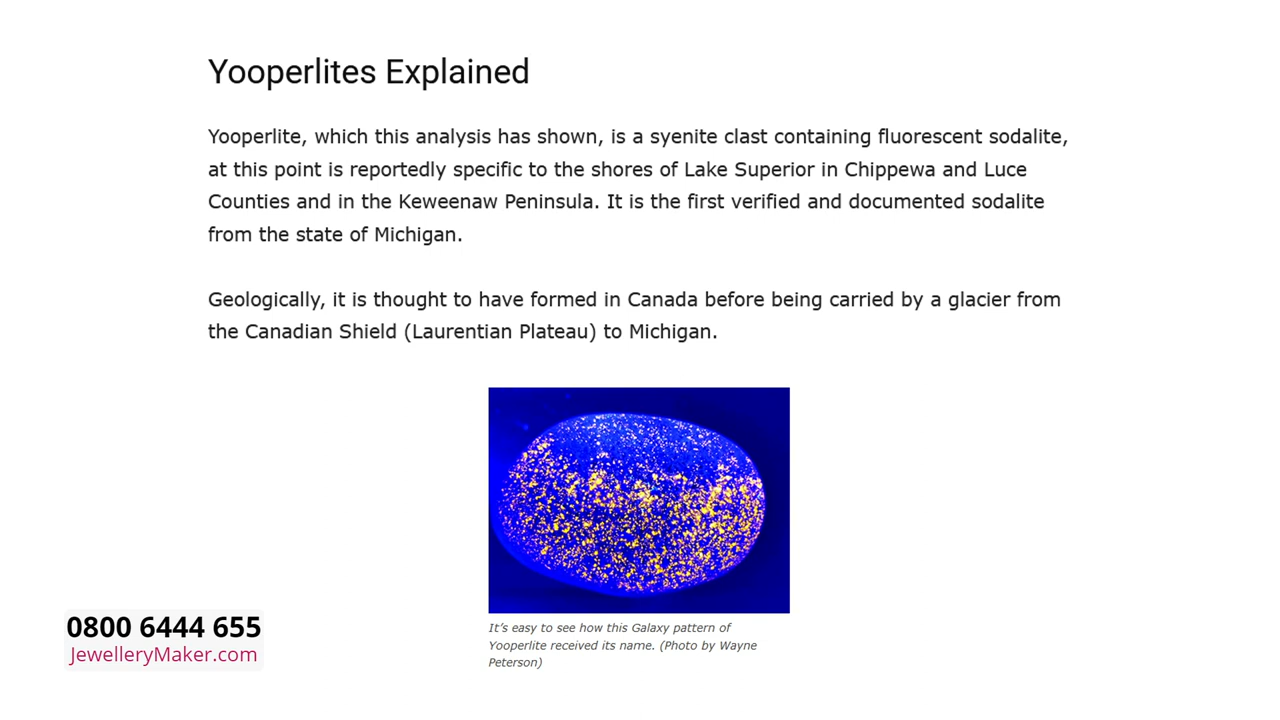 Yooperlites Explained
Yooperlite, which this analysis has shown, is a syenite clast containing fluorescent sodalite,
at this point is reportedly specific to the shores of Lake Superior in Chippewa and Luce
Counties and in the Keweenaw Peninsula. It is the first verified and documented sodalite
from the state of Michigan.
Geologically, it is thought to have formed in Canada before being carried by a glacier from
the Canadian Shield (Laurentian Plateau) to Michigan.
It's easy to see how this Galaxy pattern of
Yooperlite received its name. (Photo by Wayne
Peterson)
0800 6444 655
JewelleryMaker.com